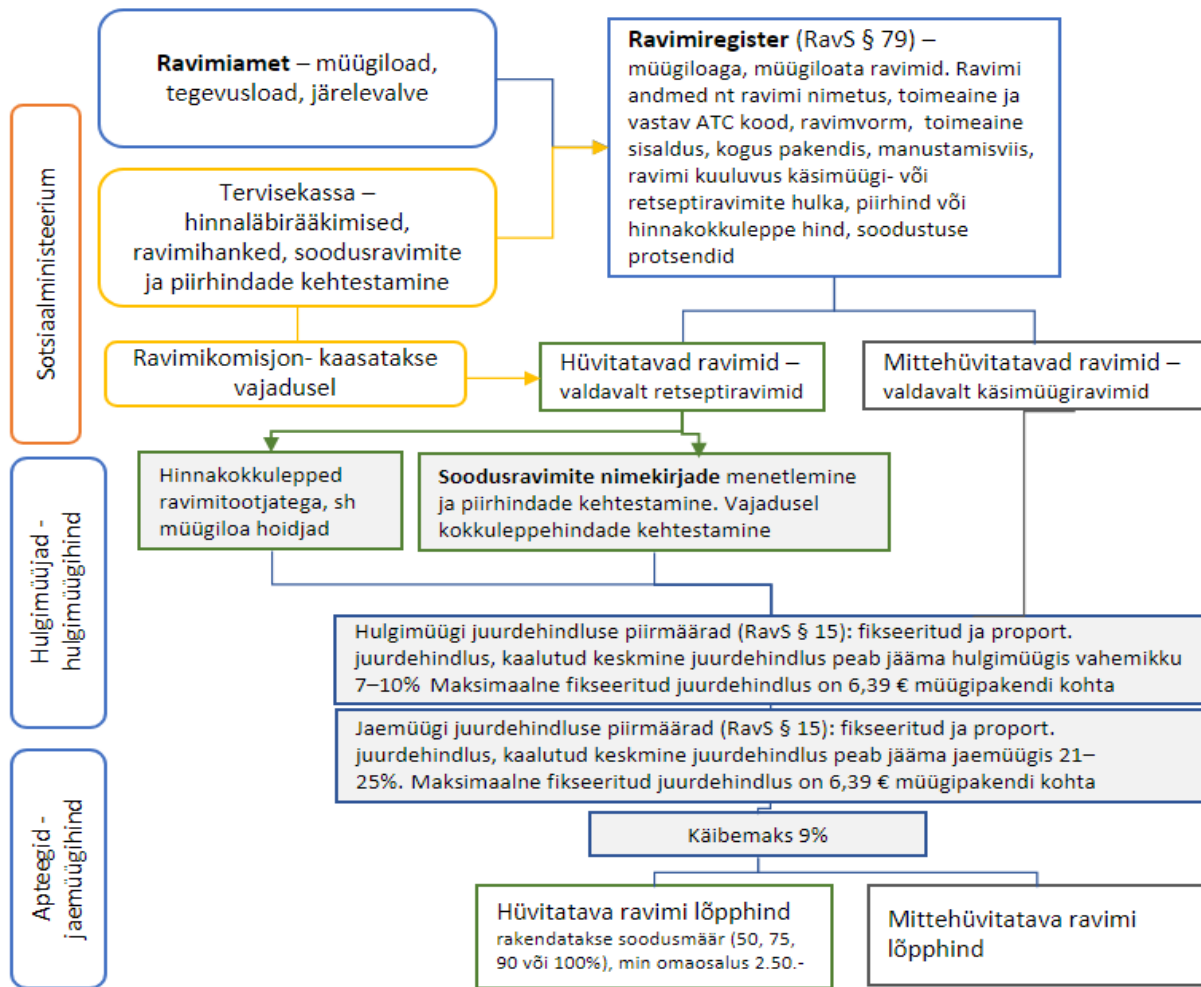 Ravimiamet – müügiload,
tegevusload, järelevalve
Ravimiregister (RavS § 79) –
müügiloaga, müügiloata ravimid. Ravimi
andmed nt ravimi nimetus, toimeaine ja
vastav ATC kood, ravimvorm, toimeaine
sisaldus, kogus pakendis, manustamisviis,
ravimi kuuluvus käsimüügi- või
retseptiravimite hulka, piirhind või
hinnakokkuleppe hind, soodustuse
protsendid
Sotsiaalministeerium
Tervisekassa –
hinnaläbirääkimised,
ravimihanked, soodusravimite
ja piirhindade kehtestamine
Ravimikomisjon- kaasatakse
vajadusel
Hüvitatavad ravimid –
valdavalt retseptiravimid
Mittehüvitatavad ravimid –
valdavalt käsimüügiravimid
Hulgimüüjad -
hulgimüügihind
Hinnakokkulepped
ravimitootjatega, sh
müügiloa hoidjad
Soodusravimite nimekirjade menetlemine
ja piirhindade kehtestamine. Vajadusel
kokkuleppehindade kehtestamine
Hulgimüügi juurdehindluse piirmäärad (RavS § 15): fikseeritud ja proport.
juurdehindlus, kaalutud keskmine juurdehindlus peab jääma hulgimüügis vahemikku
7–10% Maksimaalne fikseeritud juurdehindlus on 6,39 € müügipakendi kohta
Jaemüügi juurdehindluse piirmäärad (RavS § 15): fikseeritud ja proport.
juurdehindlus, kaalutud keskmine juurdehindlus peab jääma jaemüügis 21–
25%. Maksimaalne fikseeritud juurdehindlus on 6,39 € müügipakendi kohta
Apteegid -
jaemüügihind
Käibemaks 9%
Hüvitatava ravimi lõpphind
rakendatakse soodusmäär (50, 75,
90 või 100%), min omaosalus 2.50.-
Mittehüvitatava ravimi
lõpphind